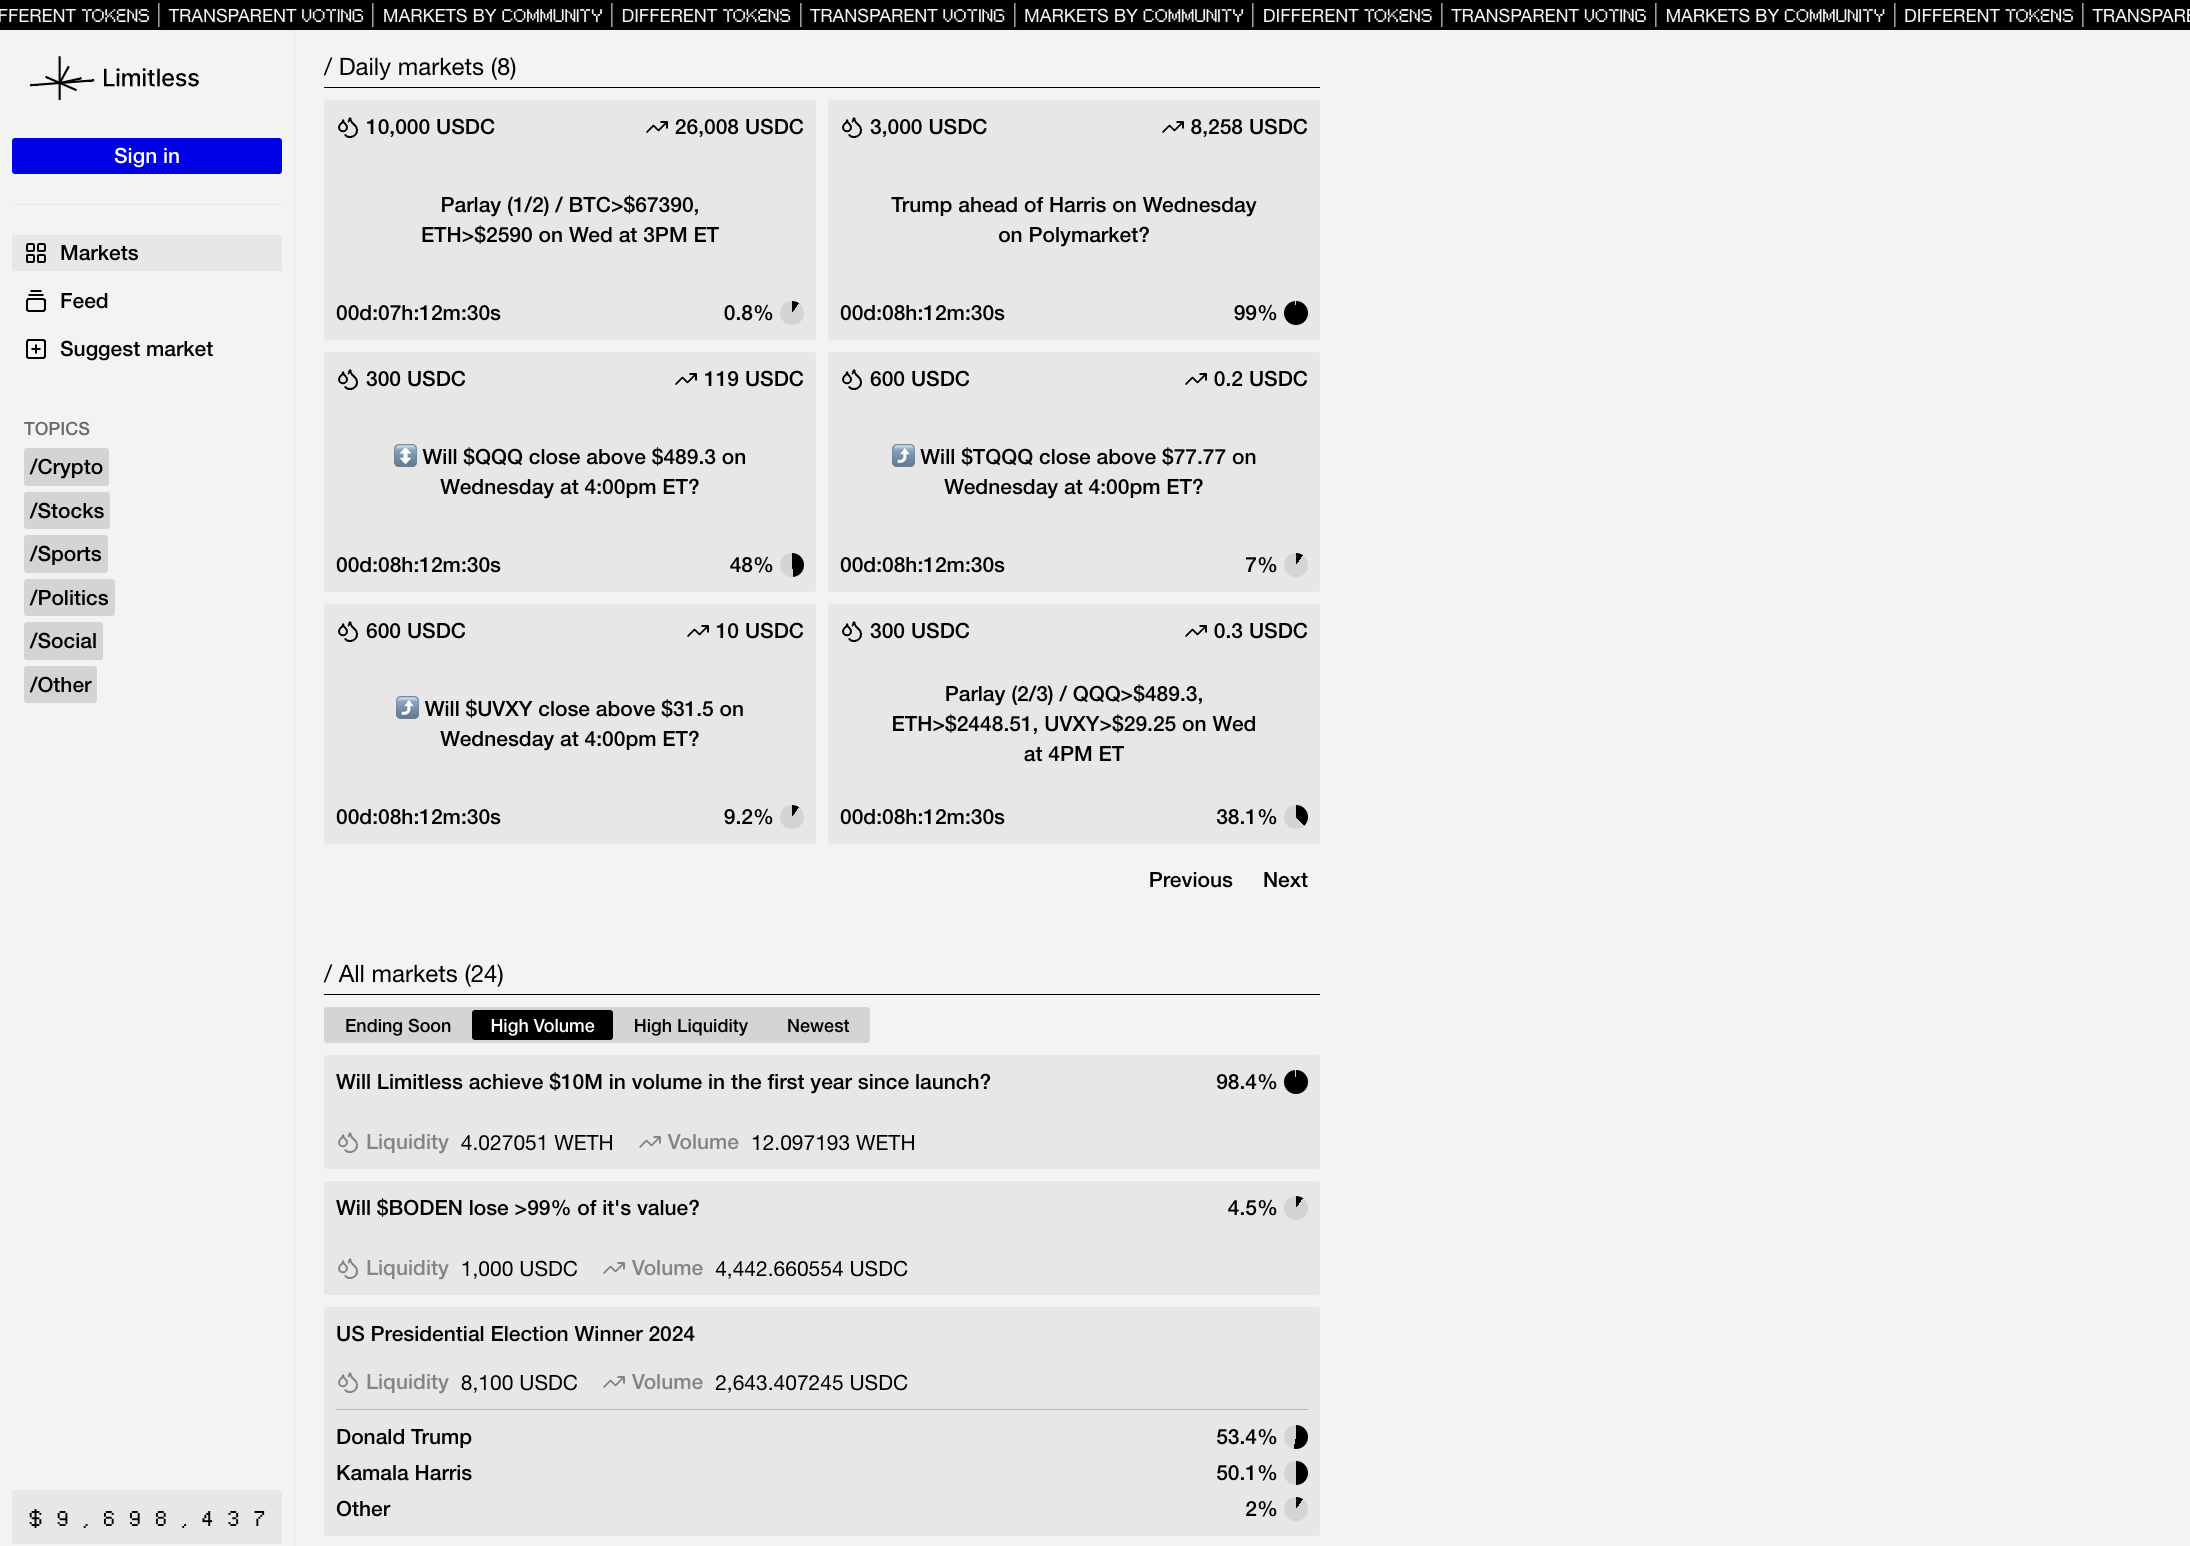 FFERENT TOKENS | TRANSPARENT VOTING | MARKETS BY COMMUNITY | DIFFERENT TOKENS | TRANSPARENT VOTING | MARKETS BY COMMUNITY | DIFFERENT TOKENS | TRANSPARENT VOTING | MARKETS BY COMMUNITY | DIFFERENT TOKENS | TRANSPARE
Limitless
Sign in
Markets
Feed
Suggest market
TOPICS
/Crypto
/Stocks
/Sports
/Politics
/Social
/Other
$9,698,437
/ Daily markets (8)
10,000 USDC
26,008 USDC
Parlay (1/2) / BTC>$67390,
ETH>$2590 on Wed at 3PM ET
00d:07h:12m:30s
0.8%
3,000 USDC
8,258 USDC
Trump ahead of Harris on Wednesday
on Polymarket?
00d:08h:12m:30s
99%
300 USDC
119 USDC
↕️ Will $QQQ close above $489.3 on
Wednesday at 4:00pm ET?
00d:08h:12m:30s
48%
600 USDC
0.2 USDC
⤴️ Will $TQQQ close above $77.77 on
Wednesday at 4:00pm ET?
00d:08h:12m:30s
7%
600 USDC
10 USDC
⤴️ Will $UVXY close above $31.5 on
Wednesday at 4:00pm ET?
00d:08h:12m:30s
9.2%
300 USDC
0.3 USDC
Parlay (2/3) / QQQ>$489.3,
ETH>$2448.51, UVXY>$29.25 on Wed
at 4PM ET
00d:08h:12m:30s
38.1%
Previous
Next
/ All markets (24)
Ending Soon
High Volume
High Liquidity
Newest
Will Limitless achieve $10M in volume in the first year since launch?
98.4%
Liquidity 4.027051 WETH
Volume 12.097193 WETH
Will $BODEN lose >99% of it's value?
4.5%
Liquidity 1,000 USDC
Volume 4,442.660554 USDC
US Presidential Election Winner 2024
Liquidity 8,100 USDC
Volume 2,643.407245 USDC
Donald Trump
53.4%
Kamala Harris
50.1%
Other
2%